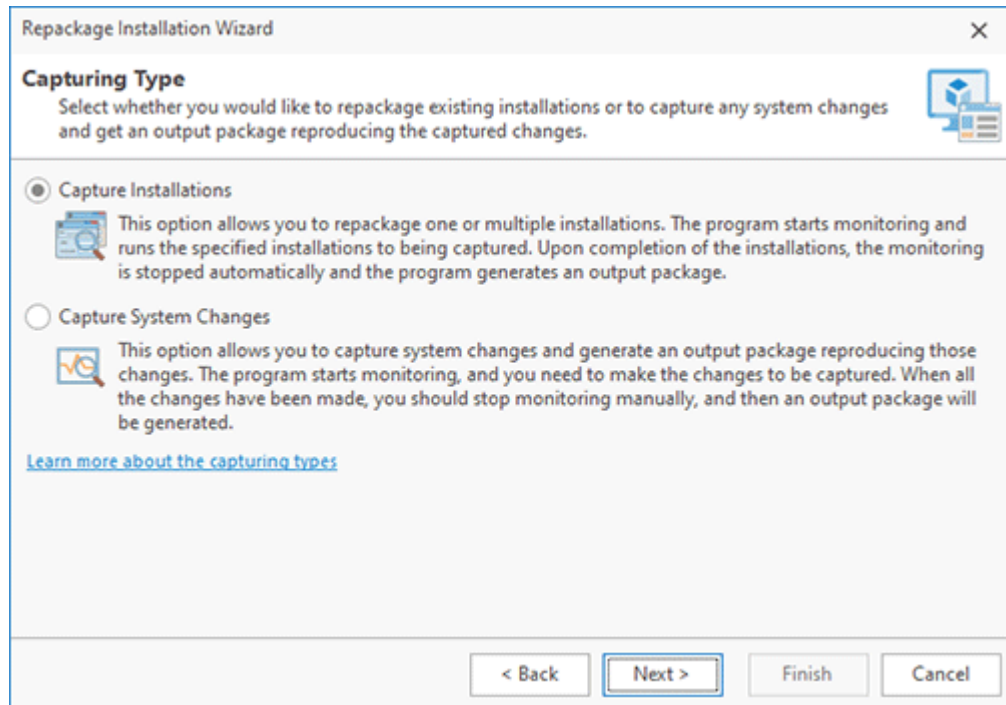 Repackage Installation Wizard
Capturing Type
Select whether you would like to repackage existing installations or to capture any system changes
and get an output package reproducing the captured changes.
Capture Installations
This option allows you to repackage one or multiple installations. The program starts monitoring and
runs the specified installations to being captured. Upon completion of the installations, the monitoring
is stopped automatically and the program generates an output package.
Capture System Changes
This option allows you to capture system changes and generate an output package reproducing those
changes. The program starts monitoring, and you need to make the changes to be captured. When all
the changes have been made, you should stop monitoring manually, and then an output package will
be generated.
Learn more about the capturing types
< Back Next > Finish Cancel